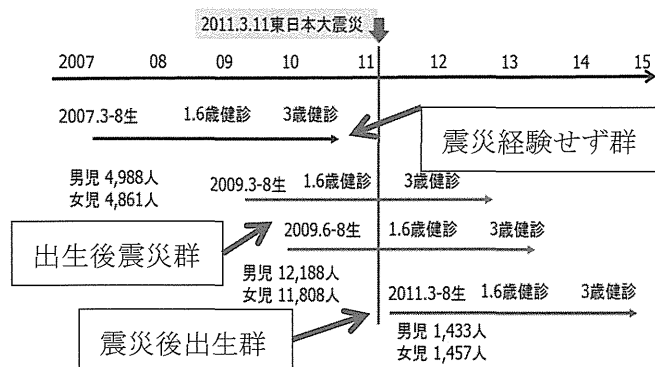 2011.3.11東日本大震災
2007 08 09 10 11 12 13 14 15
2007.3-8生 1.6歳健診 3歳健診
震災経験せず群
男児 4,988人
女児 4,861人
2009.3-8生 1.6歳健診 3歳健診
出生後震災群
2009.6-8生 1.6歳健診 3歳健診
男児 12,188人
女児 11,808人
2011.3-8生 1.6歳健診 3歳健診
震災後出生群
男児 1,433人
女児 1,457人